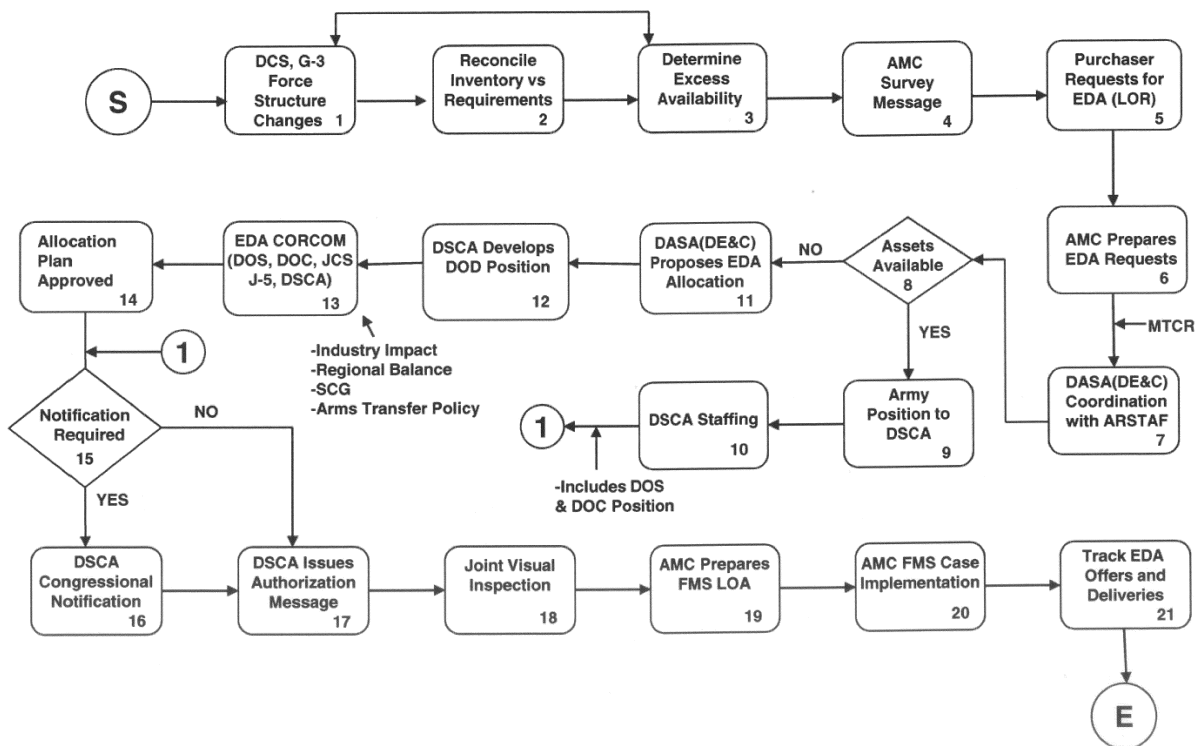 S
DCS, G-3
Force
Structure
Changes
1
Reconcile
Inventory vs
Requirements
2
Determine
Excess
Availability
3
AMC
Survey
Message
4
Purchaser
Requests for
EDA (LOR)
5
AMC Prepares
EDA Requests
6
MTCR
DASA(DE&C)
Coordination
with ARSTAF
7
Assets
Available
8
NO
YES
Army
Position to
DSCA
9
DSCA Staffing
10
-Includes DOS
& DOC Position
1
DASA(DE&C)
Proposes EDA
Allocation
11
DSCA Develops
DOD Position
12
EDA CORCOM
(DOS, DOC, JCS
J-5, DSCA)
13
-Industry Impact
-Regional Balance
-SCG
-Arms Transfer Policy
Allocation
Plan
Approved
14
1
Notification
Required
15
NO
YES
DSCA
Congressional
Notification
16
DSCA Issues
Authorization
Message
17
Joint Visual
Inspection
18
AMC Prepares
FMS LOA
19
AMC FMS Case
Implementation
20
Track EDA
Offers and
Deliveries
21
E